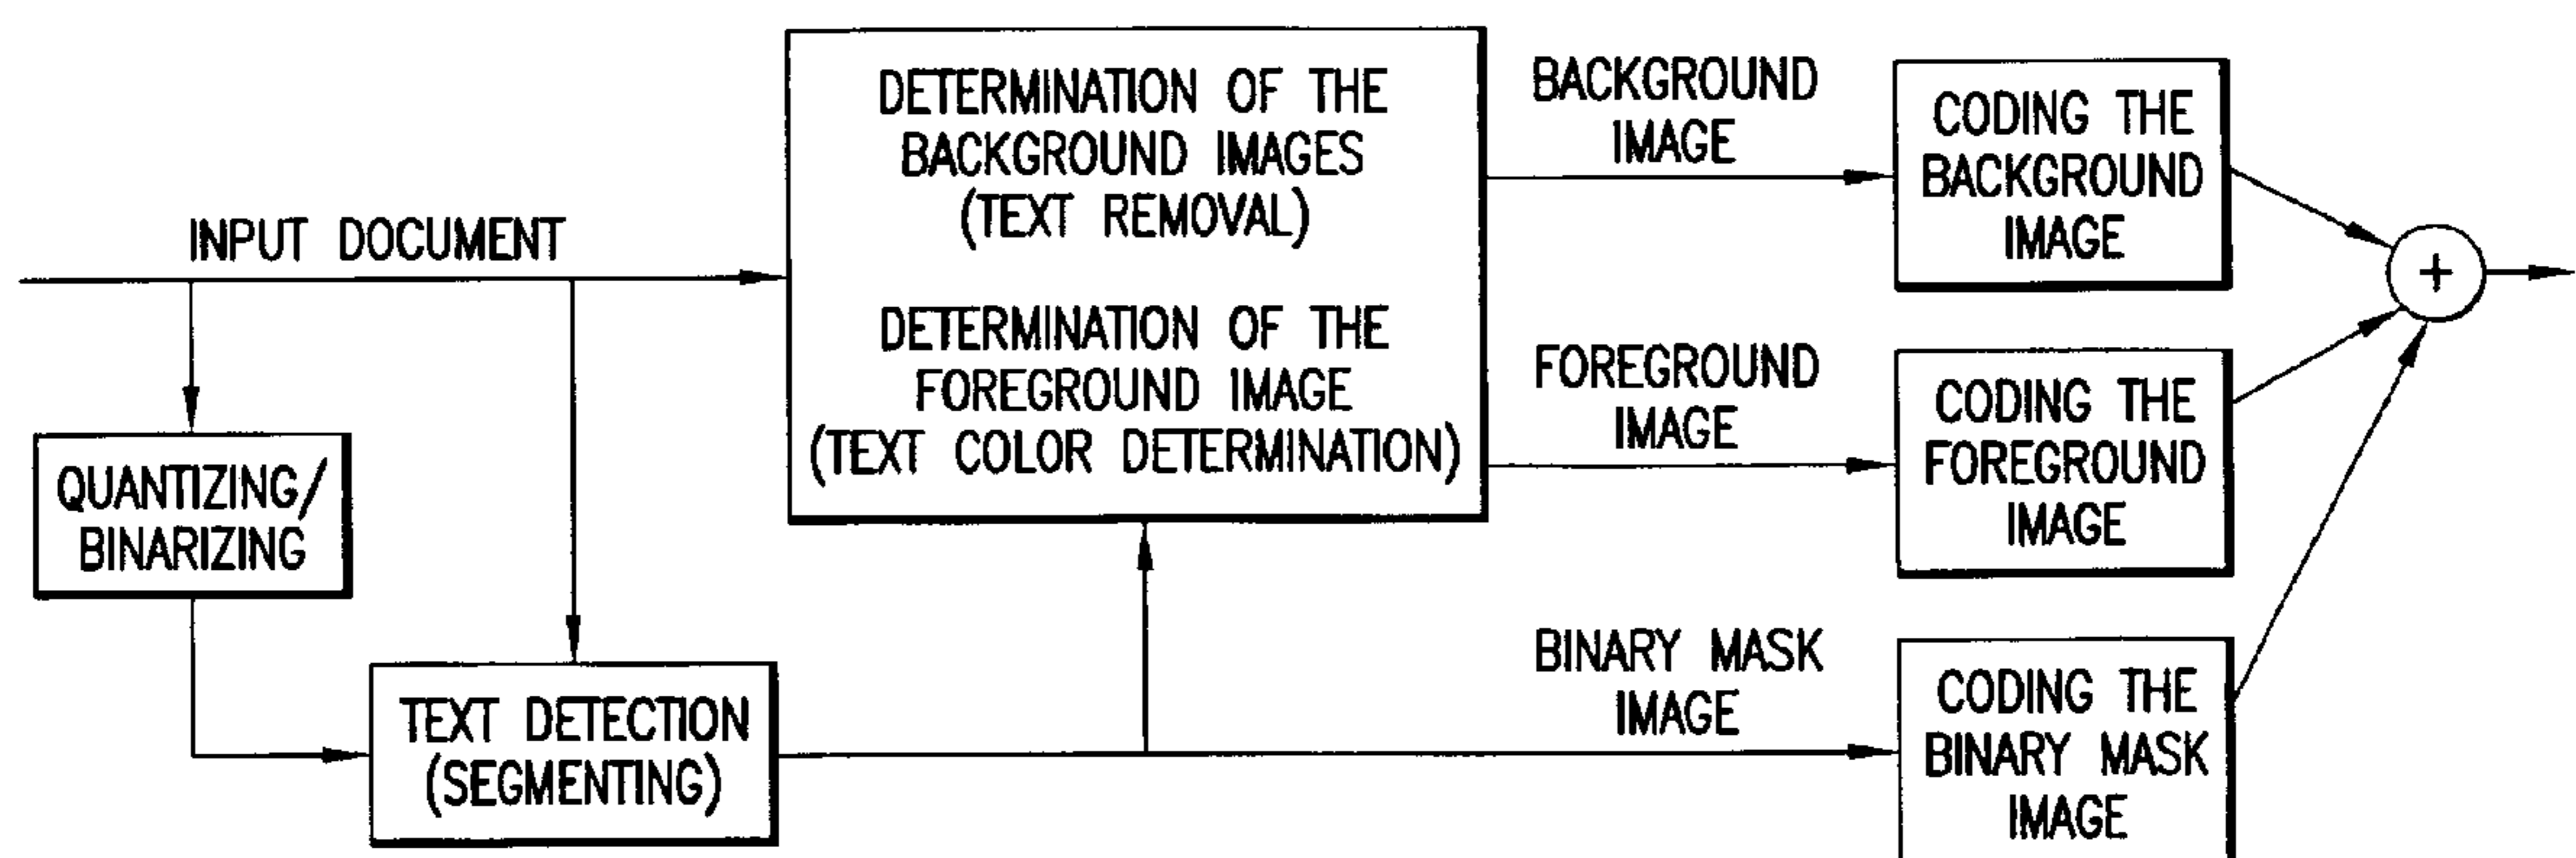 INPUT DOCUMENT
QUANTIZING/
BINARIZING
TEXT DETECTION
(SEGMENTING)
DETERMINATION OF THE
BACKGROUND IMAGES
(TEXT REMOVAL)
DETERMINATION OF THE
FOREGROUND IMAGE
(TEXT COLOR DETERMINATION)
BACKGROUND
IMAGE
FOREGROUND
IMAGE
BINARY MASK
IMAGE
CODING THE
BACKGROUND
IMAGE
CODING THE
FOREGROUND
IMAGE
CODING THE
BINARY MASK
IMAGE
+